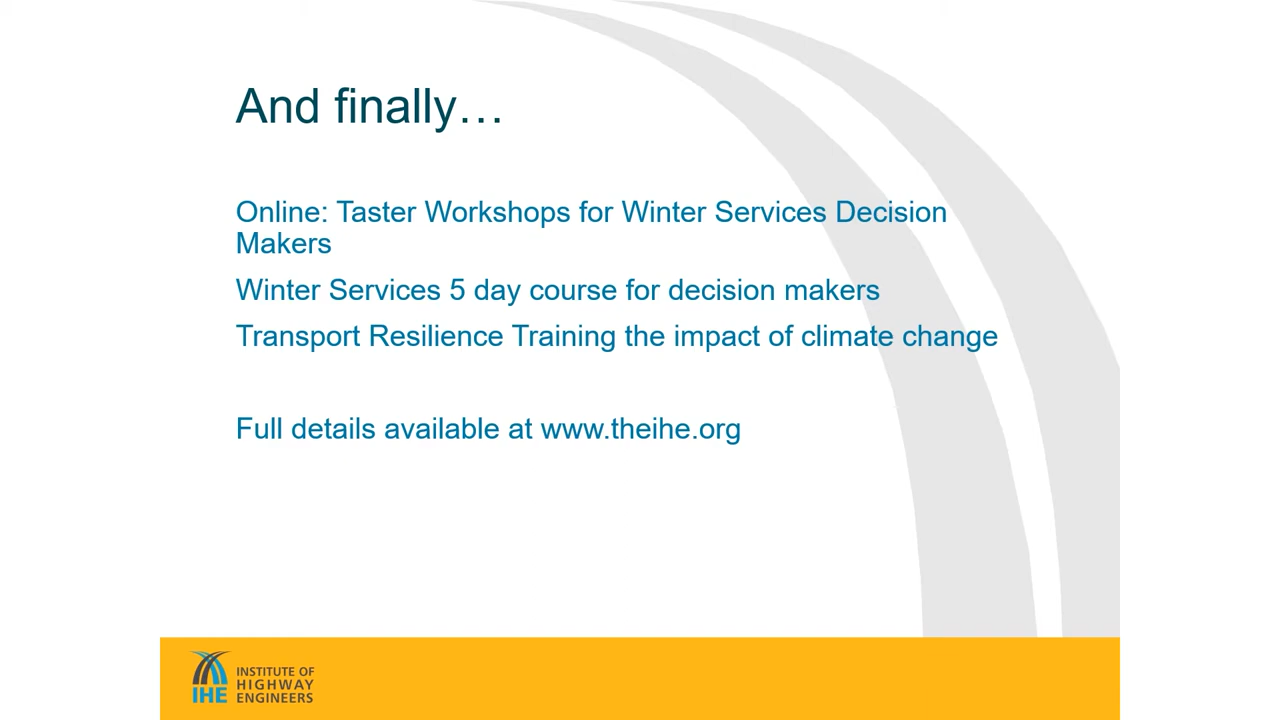 And finally…
Online: Taster Workshops for Winter Services Decision
Makers
Winter Services 5 day course for decision makers
Transport Resilience Training the impact of climate change
Full details available at www.theihe.org
IHE
INSTITUTE OF
HIGHWAY
ENGINEERS